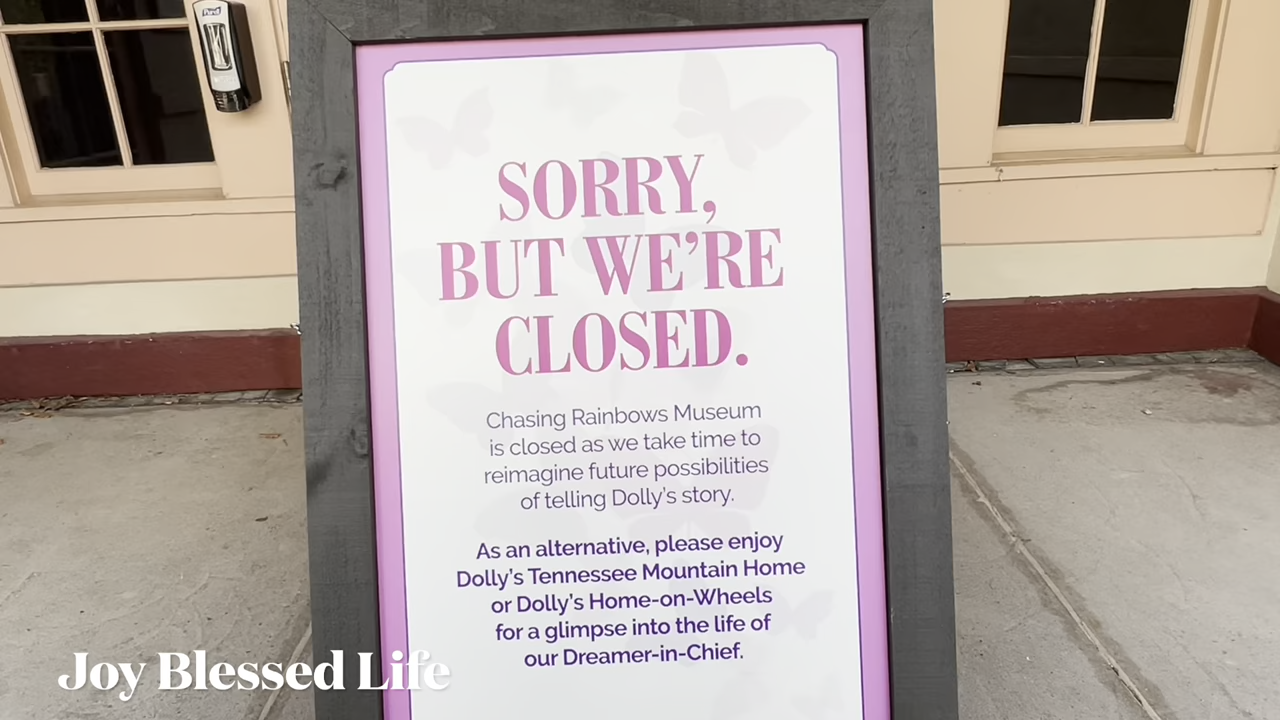 PURELL
SORRY,
BUT WE'RE
CLOSED.
Chasing Rainbows Museum
is closed as we take time to
reimagine future possibilities
of telling Dolly's story.
As an alternative, please enjoy
Dolly's Tennessee Mountain Home
or Dolly's Home-on-Wheels
for a glimpse into the life of
our Dreamer-in-Chief.
Joy Blessed Life